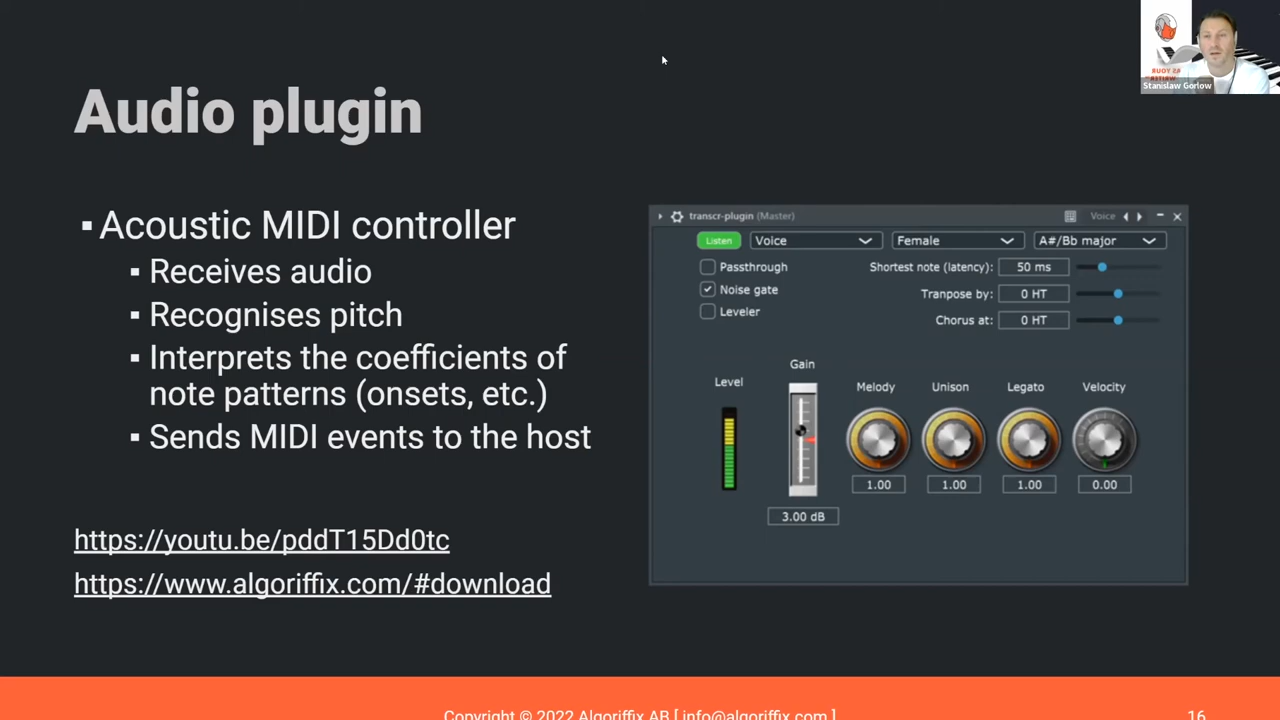 Audio plugin
▪ Acoustic MIDI controller
▪ Receives audio
▪ Recognises pitch
▪ Interprets the coefficients of
note patterns (onsets, etc.)
▪ Sends MIDI events to the host
https://youtu.be/pddT15Dd0tc
https://www.algoriffix.com/#download
transcr-plugin (Master)
Voice
Listen
Voice
Female
A#/Bb major
Passthrough
Noise gate
Leveler
Shortest note (latency): 50 ms
Tranpose by: 0 HT
Chorus at: 0 HT
Level
Gain
3.00 dB
Melody
Unison
Legato
Velocity
1.00
1.00
1.00
0.00
Stanislaw Gorlow
Copyright © 2022 Algoriffix AB [ info@algoriffix.com ]
16